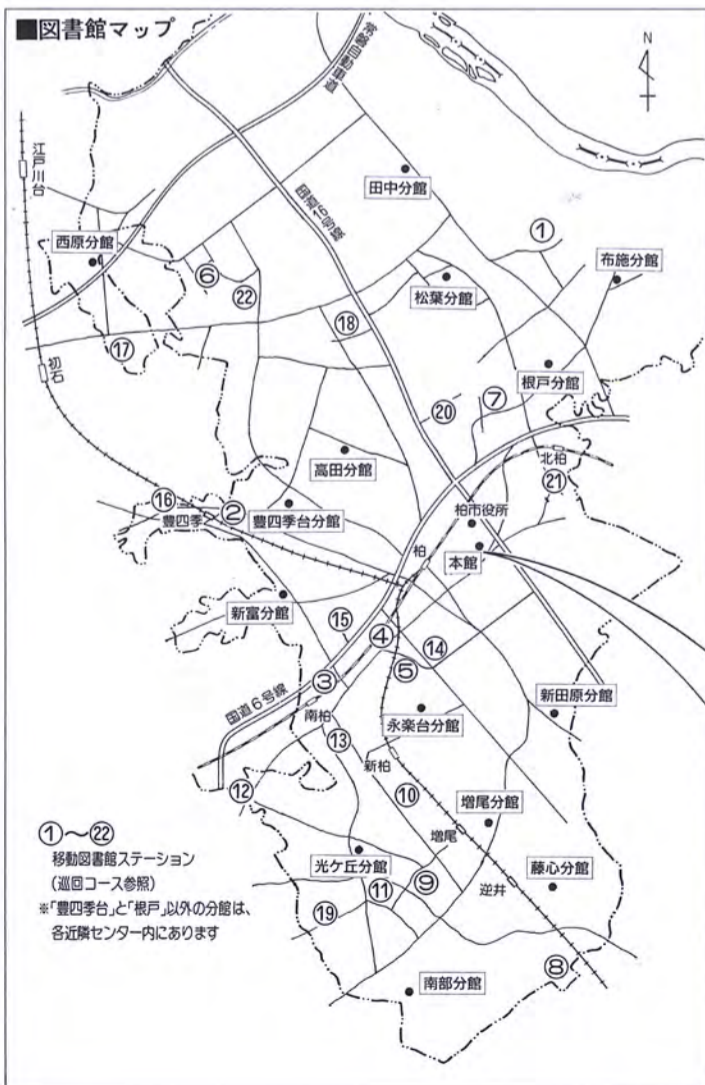 ■図書館マップ
N
常磐自動車道
江戸川台
国道16号線
田中分館
①
西原分館
布施分館
⑥
㉒
松葉分館
⑱
⑰
初石
根戸分館
⑦
⑳
北柏
高田分館
㉑
⑯
②
豊四季
豊四季台分館
柏市役所
柏
本館
新富分館
⑮
④
⑭
⑤
③
国道6号線
南柏
新田原分館
永楽台分館
⑬
新柏
⑫
⑩
増尾分館
増尾
光ケ丘分館
⑨
逆井
藤心分館
⑪
⑲
⑧
南部分館
①〜㉒
移動図書館ステーション
(巡回コース参照)
※「豊四季台」と「根戸」以外の分館は、
各近隣センター内にあります